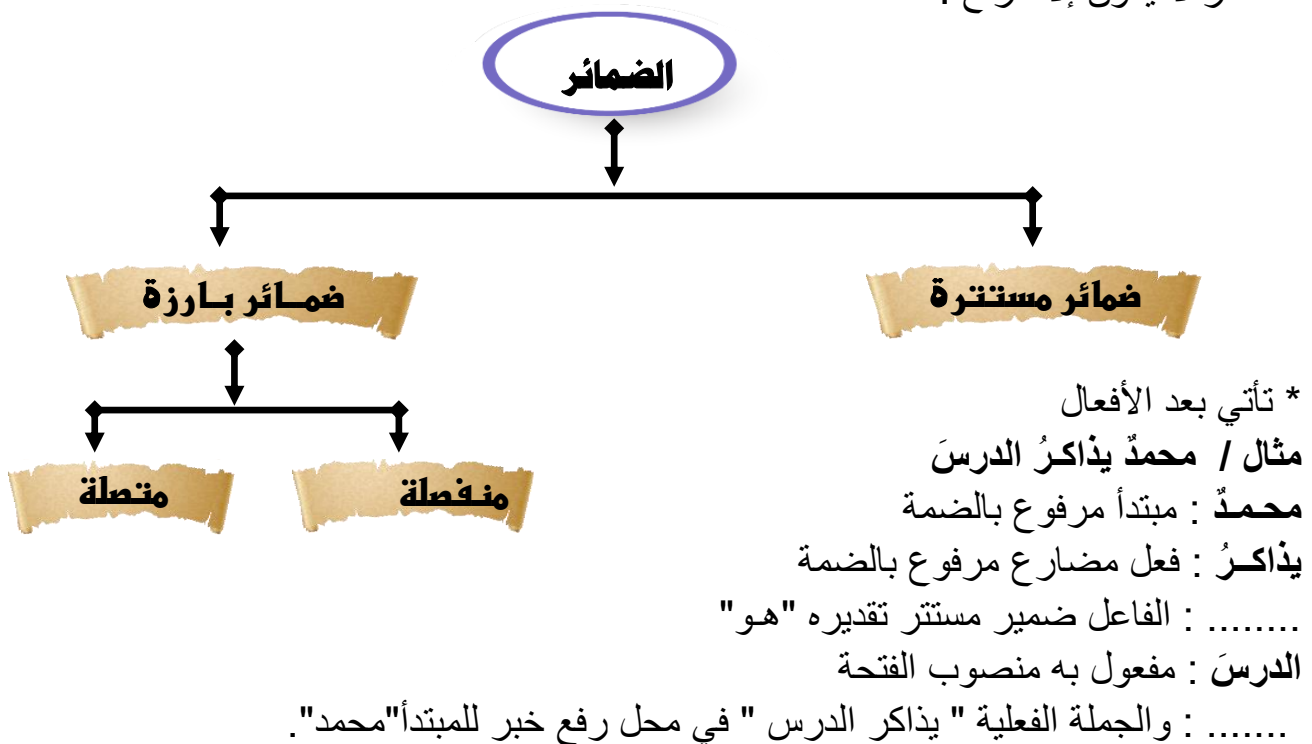 الضمائر
ضمائر مستترة
ضمائر بارزة
منفصلة
متصلة
* تأتي بعد الأفعال
مثال / محمدٌ يذاكرُ الدرسَ
محمدٌ : مبتدأ مرفوع بالضمة
يذاكرُ : فعل مضارع مرفوع بالضمة
........ : الفاعل ضمير مستتر تقديره "هو"
الدرسَ : مفعول به منصوب الفتحة
....... : والجملة الفعلية " يذاكر الدرس " في محل رفع خبر للمبتدأ"محمد".